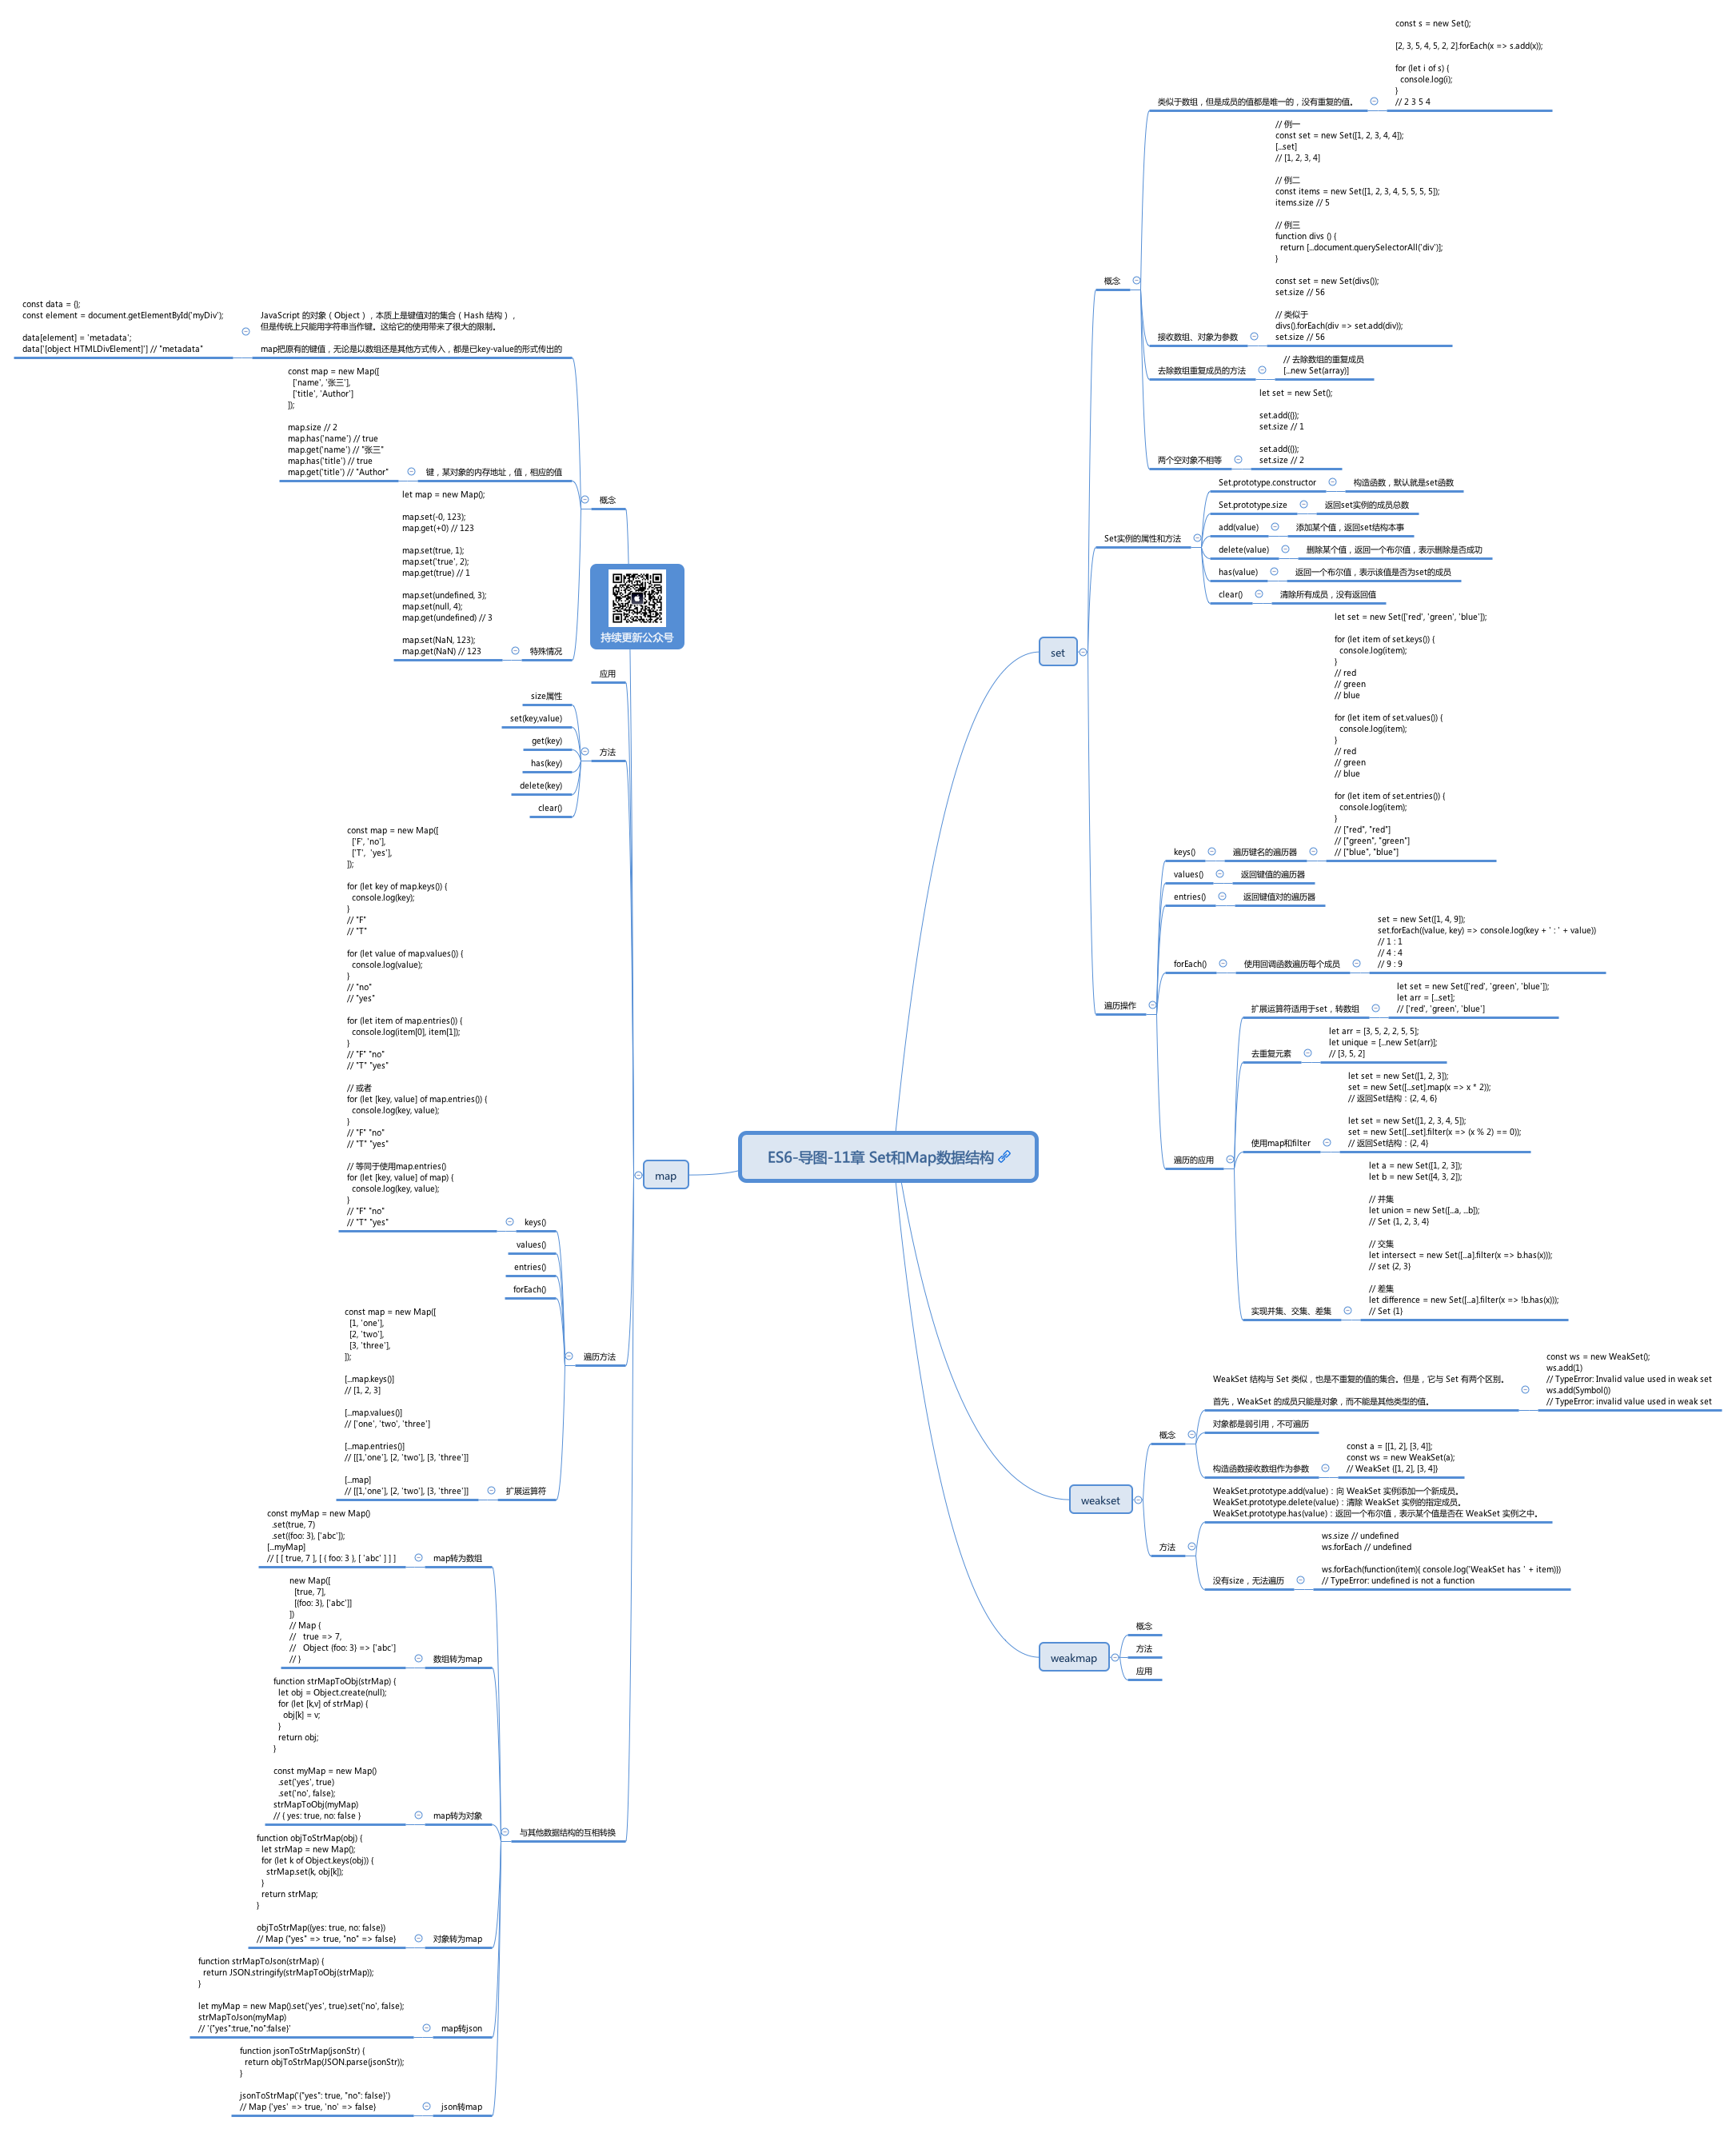 ES6-导图-11章 Set和Map数据结构
set
概念
类似于数组，但是成员的值都是唯一的，没有重复的值。
const s = new Set();
[2, 3, 5, 4, 5, 2, 2].forEach(x => s.add(x));
for (let i of s) {
console.log(i);
}
// 2 3 5 4
接收数组、对象为参数
// 例一
const set = new Set([1, 2, 3, 4, 4]);
[...set]
// [1, 2, 3, 4]
// 例二
const items = new Set([1, 2, 3, 4, 5, 5, 5, 5]);
items.size // 5
// 例三
function divs () {
return [...document.querySelectorAll('div')];
}
const set = new Set(divs());
set.size // 56
// 类似于
divs().forEach(div => set.add(div));
set.size // 56
去除数组重复成员的方法
// 去除数组的重复成员
[...new Set(array)]
两个空对象不相等
let set = new Set();
set.add({});
set.size // 1
set.add({});
set.size // 2
Set实例的属性和方法
Set.prototype.constructor
构造函数，默认就是set函数
Set.prototype.size
返回set实例的成员总数
add(value)
添加某个值，返回set结构本事
delete(value)
删除某个值，返回一个布尔值，表示删除是否成功
has(value)
返回一个布尔值，表示该值是否为set的成员
clear()
清除所有成员，没有返回值
遍历操作
keys()
遍历键名的遍历器
let set = new Set(['red', 'green', 'blue']);
for (let item of set.keys()) {
console.log(item);
}
// red
// green
// blue
for (let item of set.values()) {
console.log(item);
}
// red
// green
// blue
for (let item of set.entries()) {
console.log(item);
}
// ["red", "red"]
// ["green", "green"]
// ["blue", "blue"]
values()
返回键值的遍历器
entries()
返回键值对的遍历器
forEach()
使用回调函数遍历每个成员
set = new Set([1, 4, 9]);
set.forEach((value, key) => console.log(key + ' : ' + value))
// 1 : 1
// 4 : 4
// 9 : 9
遍历的应用
扩展运算符适用于set，转数组
let set = new Set(['red', 'green', 'blue']);
let arr = [...set];
// ['red', 'green', 'blue']
去重复元素
let arr = [3, 5, 2, 2, 5, 5];
let unique = [...new Set(arr)];
// [3, 5, 2]
使用map和filter
let set = new Set([1, 2, 3]);
set = new Set([...set].map(x => x * 2));
// 返回Set结构：{2, 4, 6}
let set = new Set([1, 2, 3, 4, 5]);
set = new Set([...set].filter(x => (x % 2) == 0));
// 返回Set结构：{2, 4}
实现并集、交集、差集
let a = new Set([1, 2, 3]);
let b = new Set([4, 3, 2]);
// 并集
let union = new Set([...a, ...b]);
// Set {1, 2, 3, 4}
// 交集
let intersect = new Set([...a].filter(x => b.has(x)));
// set {2, 3}
// 差集
let difference = new Set([...a].filter(x => !b.has(x)));
// Set {1}
weakset
概念
WeakSet 结构与 Set 类似，也是不重复的值的集合。但是，它与 Set 有两个区别。
首先，WeakSet 的成员只能是对象，而不能是其他类型的值。
const ws = new WeakSet();
ws.add(1)
// TypeError: Invalid value used in weak set
ws.add(Symbol())
// TypeError: invalid value used in weak set
对象都是弱引用，不可遍历
构造函数接收数组作为参数
const a = [[1, 2], [3, 4]];
const ws = new WeakSet(a);
// WeakSet {[1, 2], [3, 4]}
方法
WeakSet.prototype.add(value)：向 WeakSet 实例添加一个新成员。
WeakSet.prototype.delete(value)：清除 WeakSet 实例的指定成员。
WeakSet.prototype.has(value)：返回一个布尔值，表示某个值是否在 WeakSet 实例之中。
没有size，无法遍历
ws.size // undefined
ws.forEach // undefined
ws.forEach(function(item){ console.log('WeakSet has ' + item)})
// TypeError: undefined is not a function
weakmap
概念
方法
应用
map
持续更新公众号
概念
JavaScript 的对象（Object），本质上是键值对的集合（Hash 结构），
但是传统上只能用字符串当作键。这给它的使用带来了很大的限制。
map把原有的键值，无论是以数组还是其他方式传入，都是已key-value的形式传出的
const data = {};
const element = document.getElementById('myDiv');
data[element] = 'metadata';
data['[object HTMLDivElement]'] // "metadata"
键，某对象的内存地址，值，相应的值
const map = new Map([
['name', '张三'],
['title', 'Author']
]);
map.size // 2
map.has('name') // true
map.get('name') // "张三"
map.has('title') // true
map.get('title') // "Author"
特殊情况
let map = new Map();
map.set(-0, 123);
map.get(+0) // 123
map.set(true, 1);
map.set('true', 2);
map.get(true) // 1
map.set(undefined, 3);
map.set(null, 4);
map.get(undefined) // 3
map.set(NaN, 123);
map.get(NaN) // 123
应用
方法
size属性
set(key,value)
get(key)
has(key)
delete(key)
clear()
遍历方法
keys()
const map = new Map([
['F', 'no'],
['T',  'yes'],
]);
for (let key of map.keys()) {
console.log(key);
}
// "F"
// "T"
for (let value of map.values()) {
console.log(value);
}
// "no"
// "yes"
for (let item of map.entries()) {
console.log(item[0], item[1]);
}
// "F" "no"
// "T" "yes"
// 或者
for (let [key, value] of map.entries()) {
console.log(key, value);
}
// "F" "no"
// "T" "yes"
// 等同于使用map.entries()
for (let [key, value] of map) {
console.log(key, value);
}
// "F" "no"
// "T" "yes"
values()
entries()
forEach()
扩展运算符
const map = new Map([
[1, 'one'],
[2, 'two'],
[3, 'three'],
]);
[...map.keys()]
// [1, 2, 3]
[...map.values()]
// ['one', 'two', 'three']
[...map.entries()]
// [[1,'one'], [2, 'two'], [3, 'three']]
[...map]
// [[1,'one'], [2, 'two'], [3, 'three']]
与其他数据结构的互相转换
map转为数组
const myMap = new Map()
.set(true, 7)
.set({foo: 3}, ['abc']);
[...myMap]
// [ [ true, 7 ], [ { foo: 3 }, [ 'abc' ] ] ]
数组转为map
new Map([
[true, 7],
[{foo: 3}, ['abc']]
])
// Map {
//   true => 7,
//   Object {foo: 3} => ['abc']
// }
map转为对象
function strMapToObj(strMap) {
let obj = Object.create(null);
for (let [k,v] of strMap) {
obj[k] = v;
}
return obj;
}
const myMap = new Map()
.set('yes', true)
.set('no', false);
strMapToObj(myMap)
// { yes: true, no: false }
对象转为map
function objToStrMap(obj) {
let strMap = new Map();
for (let k of Object.keys(obj)) {
strMap.set(k, obj[k]);
}
return strMap;
}
objToStrMap({yes: true, no: false})
// Map {"yes" => true, "no" => false}
map转json
function strMapToJson(strMap) {
return JSON.stringify(strMapToObj(strMap));
}
let myMap = new Map().set('yes', true).set('no', false);
strMapToJson(myMap)
// '{"yes":true,"no":false}'
json转map
function jsonToStrMap(jsonStr) {
return objToStrMap(JSON.parse(jsonStr));
}
jsonToStrMap('{"yes": true, "no": false}')
// Map {'yes' => true, 'no' => false}